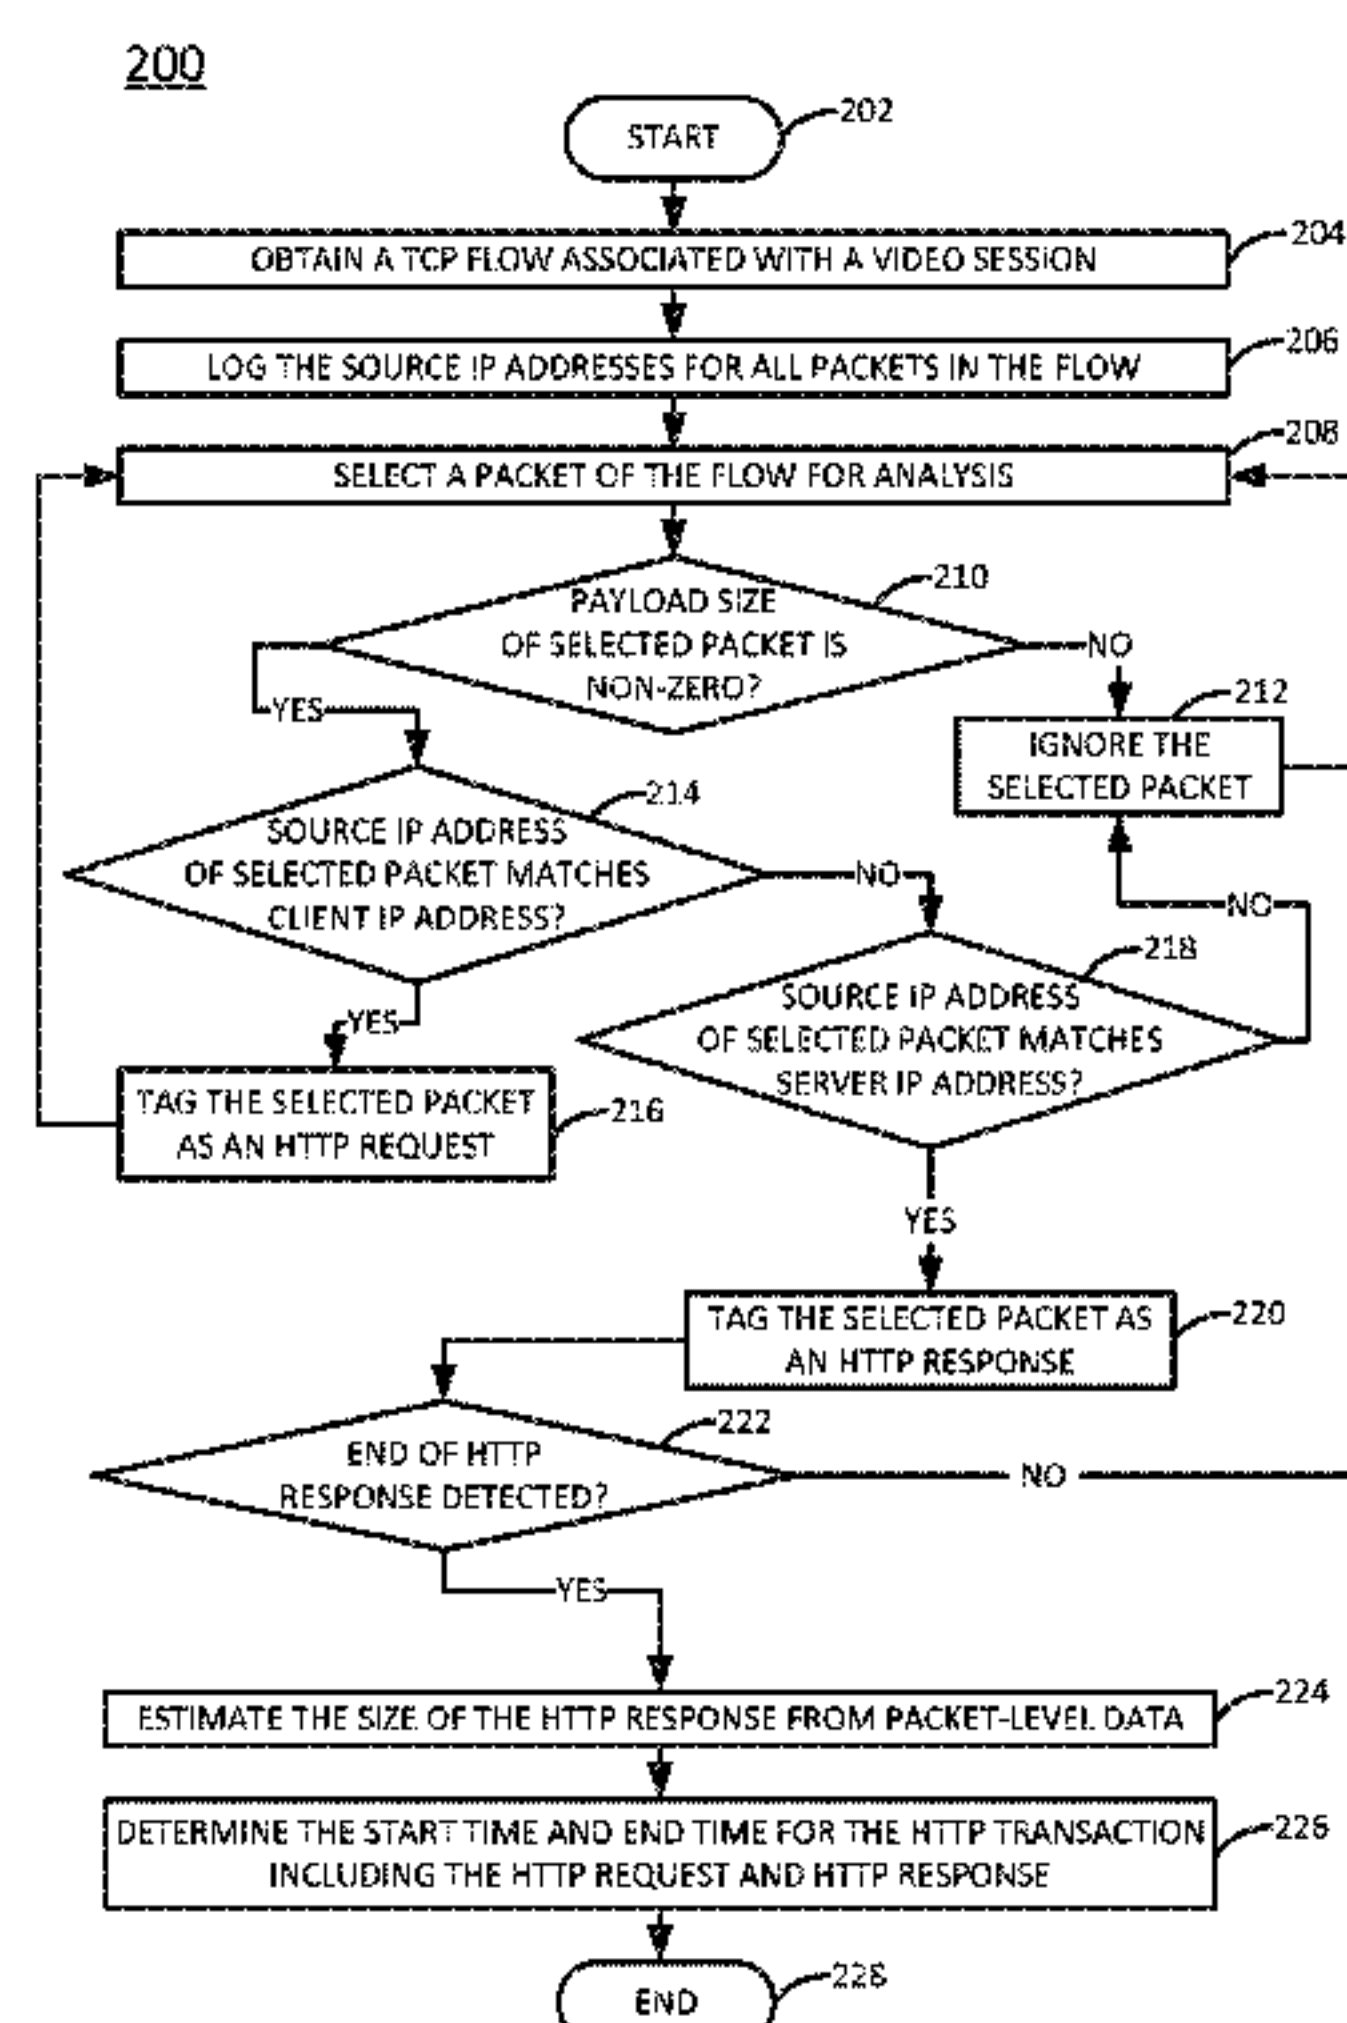 200
START
202
OBTAIN A TCP FLOW ASSOCIATED WITH A VIDEO SESSION
204
LOG THE SOURCE IP ADDRESSES FOR ALL PACKETS IN THE FLOW
206
SELECT A PACKET OF THE FLOW FOR ANALYSIS
208
PAYLOAD SIZE
OF SELECTED PACKET IS
NON-ZERO?
210
NO
YES
212
IGNORE THE
SELECTED PACKET
214
SOURCE IP ADDRESS
OF SELECTED PACKET MATCHES
CLIENT IP ADDRESS?
NO
NO
YES
218
SOURCE IP ADDRESS
OF SELECTED PACKET MATCHES
SERVER IP ADDRESS?
TAG THE SELECTED PACKET
AS AN HTTP REQUEST
216
YES
TAG THE SELECTED PACKET AS
AN HTTP RESPONSE
220
222
END OF HTTP
RESPONSE DETECTED?
NO
YES
ESTIMATE THE SIZE OF THE HTTP RESPONSE FROM PACKET-LEVEL DATA
224
DETERMINE THE START TIME AND END TIME FOR THE HTTP TRANSACTION
INCLUDING THE HTTP REQUEST AND HTTP RESPONSE
226
END
228